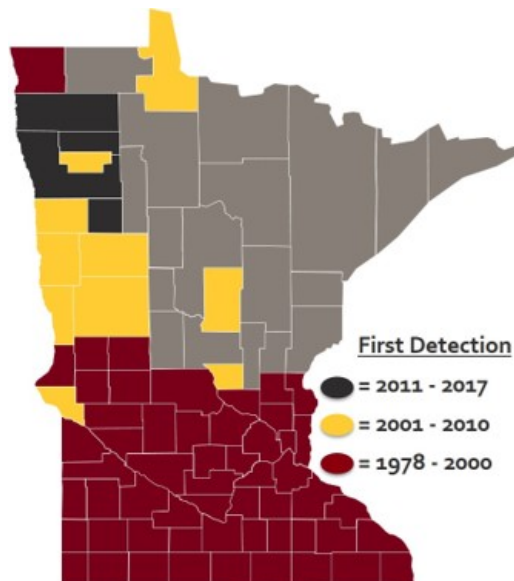 First Detection
= 2011 - 2017
= 2001 - 2010
= 1978 - 2000